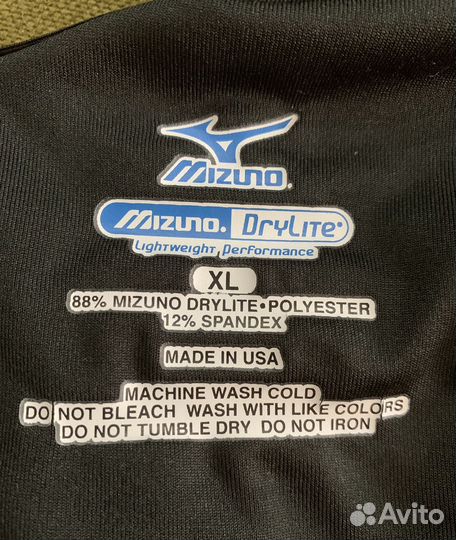 MIZUNO
MIZUNO. DRYLITE
Lightweight, Performance
XL
88% MIZUNO DRYLITE•POLYESTER
12% SPANDEX
MADE IN USA
MACHINE WASH COLD
DO NOT BLEACH WASH WITH LIKE COLORS
DO NOT TUMBLE DRY DO NOT IRON
Avito